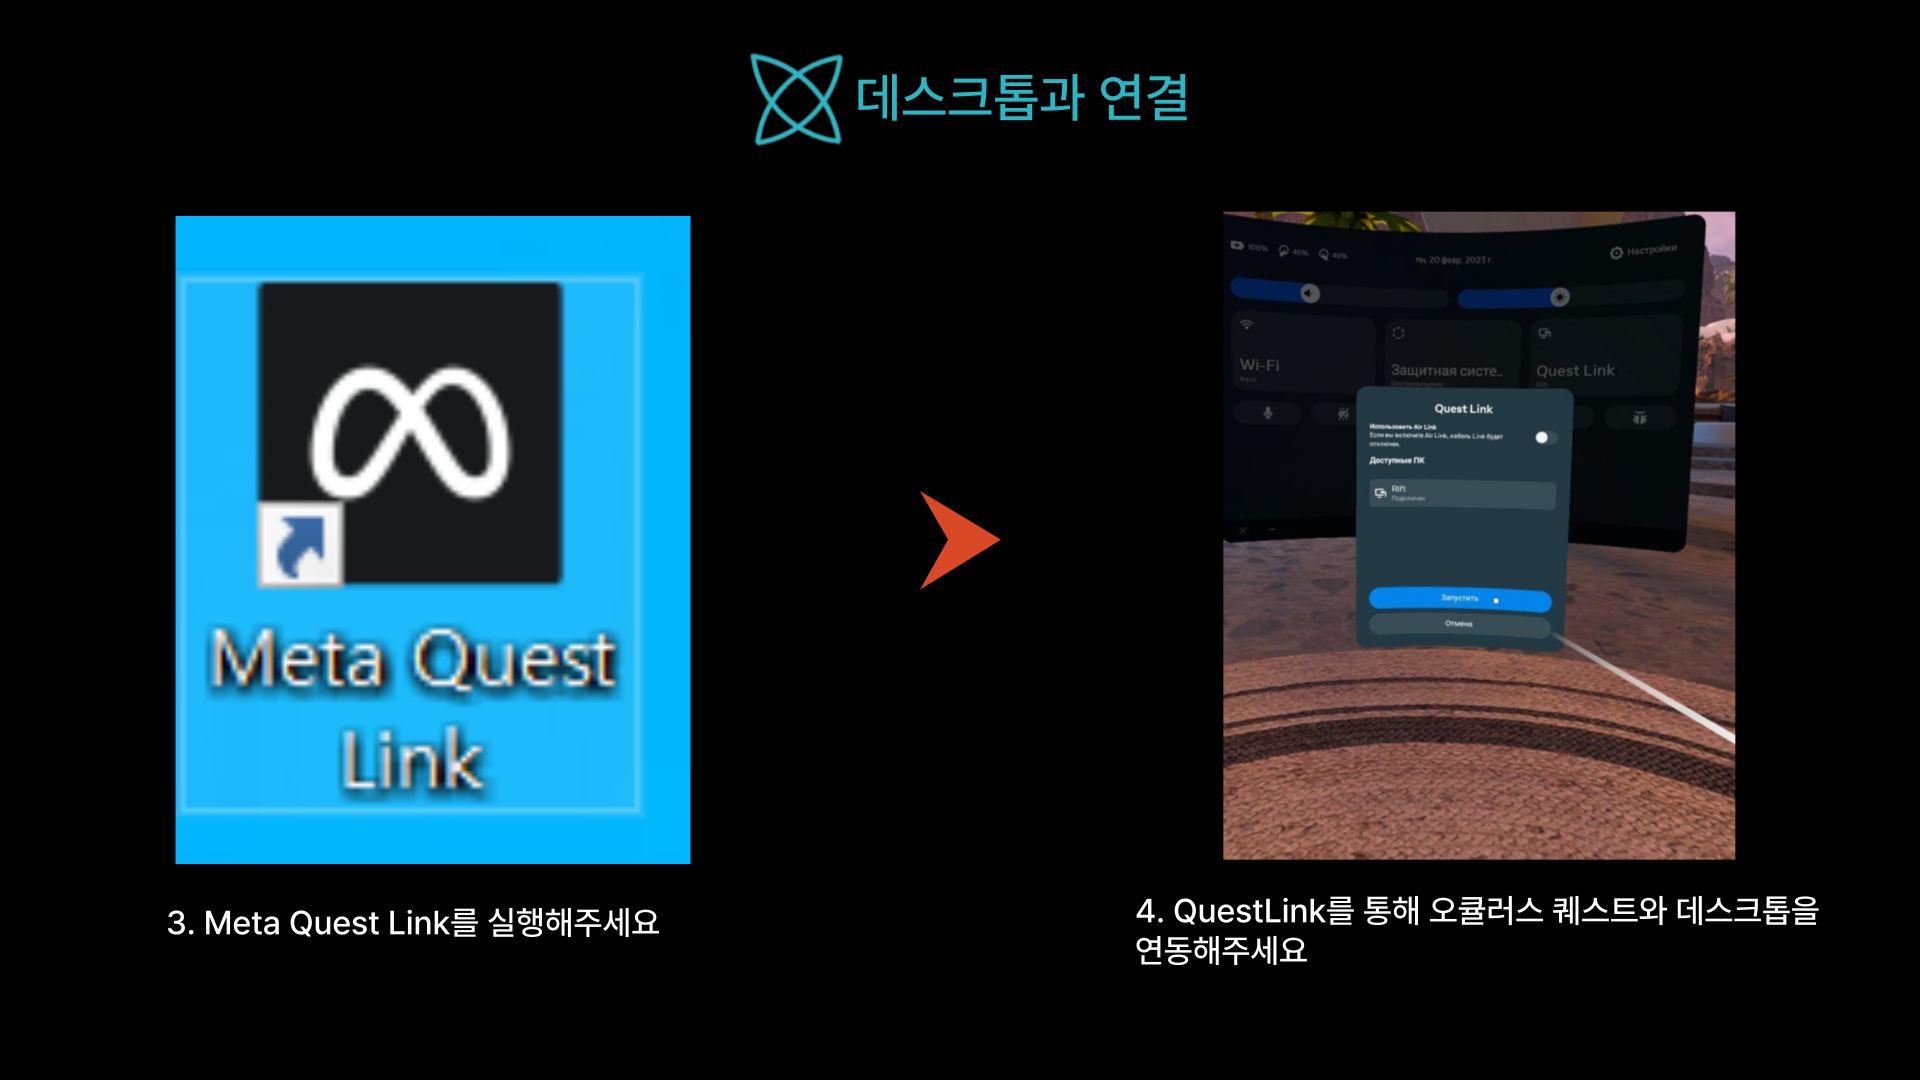 데스크톱과 연결
Meta Quest
Link
3. Meta Quest Link를 실행해주세요
100% 40% 40%
пн, 20 февр. 2023 г.
Настройки
Wi-Fi
Защитная систе..
Quest Link
Quest Link
Использовать Air Link
Если вы включите Air Link, кабель Link будет
отключен.
Доступные ПК
Rift
Подключен
Запустить
Отмена
4. QuestLink를 통해 오큘러스 퀘스트와 데스크톱을
연동해주세요